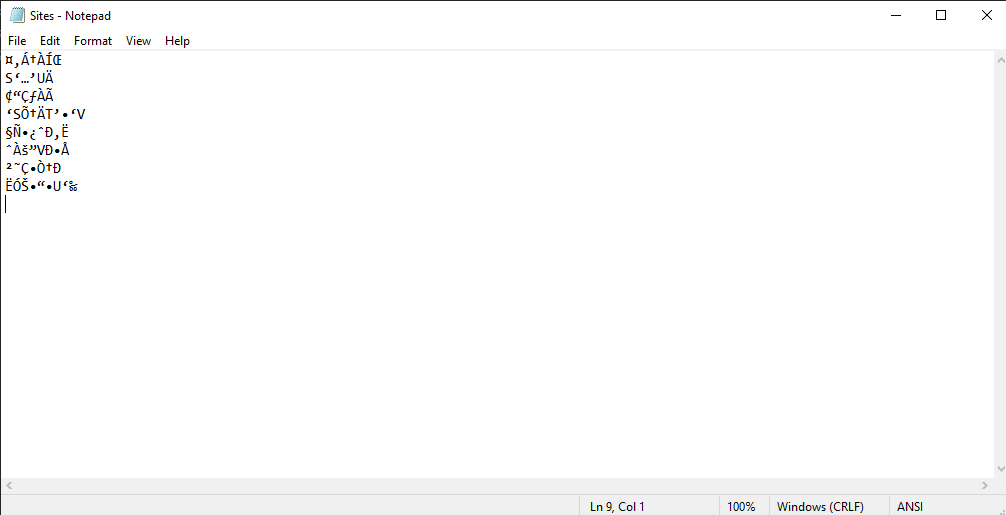 Sites - Notepad
File Edit Format View Help
¤‚Á†ÀÍŒ
S‘…’UÄ
¢“ÇƒÀÃ
‘SÕ†ÄT’•‘V
§Ñ•¿ˆÐ‚Ë
ˆÀš”VÐ•Å
²˜Ç•Ò†Ð
ËÓŠ•“•U‘‰
Ln 9, Col 1 100% Windows (CRLF) ANSI